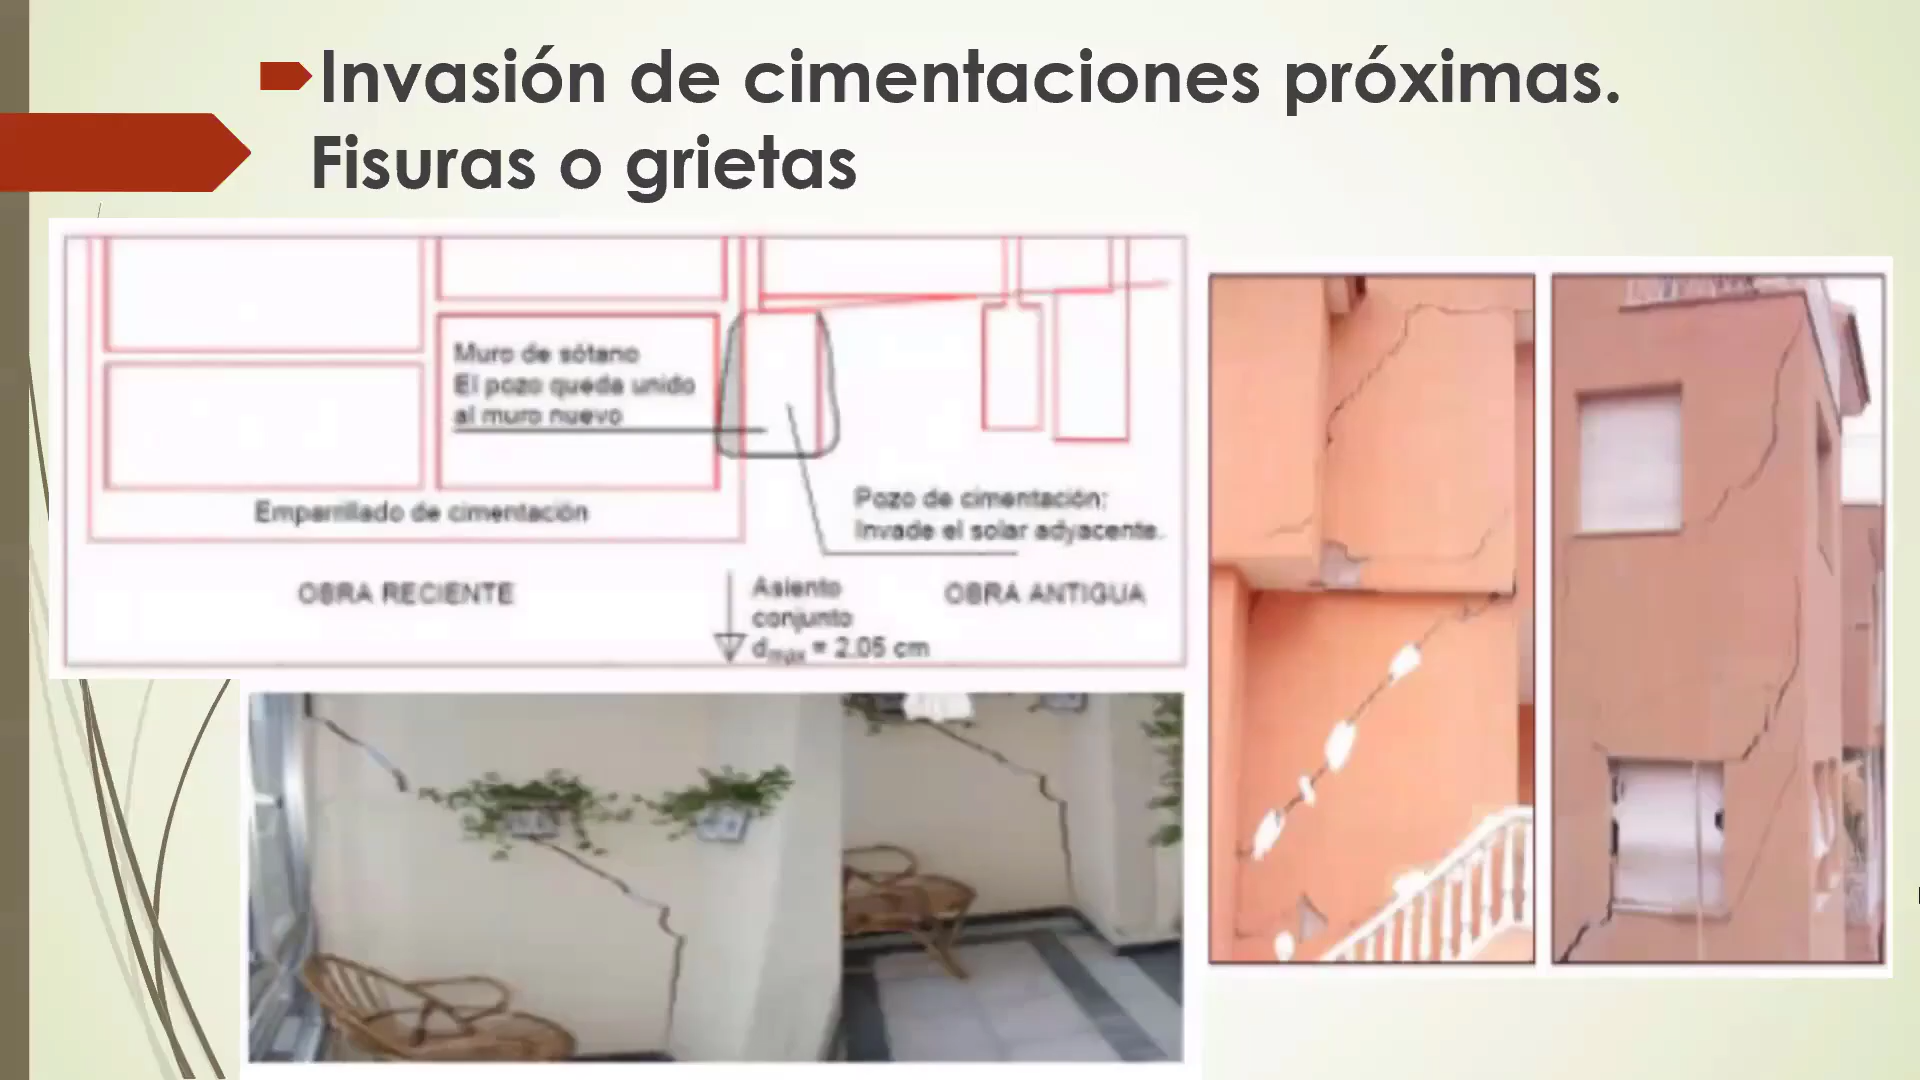 Invasión de cimentaciones próximas.
Fisuras o grietas
Muro de sótano
El pozo queda unido
al muro nuevo
Emparrillado de cimentación
Pozo de cimentación:
Invade el solar adyacente.
OBRA RECIENTE
Asiento
conjunto
dmáx = 2.05 cm
OBRA ANTIGUA